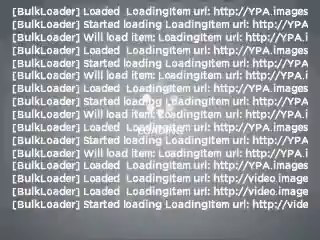 [BulkLoader] Loaded LoadingItem url: http://YPA.images
[BulkLoader] Started loading LoadingItem url: http://YPA
[BulkLoader] Will load item: LoadingItem url: http://YPA.i
[BulkLoader] Loaded LoadingItem url: http://YPA.images
[BulkLoader] Started loading LoadingItem url: http://YPA
[BulkLoader] Will load item: LoadingItem url: http://YPA.i
[BulkLoader] Loaded LoadingItem url: http://YPA.images
[BulkLoader] Started loading LoadingItem url: http://YPA
[BulkLoader] Will load item: LoadingItem url: http://YPA.i
[BulkLoader] Loaded LoadingItem url: http://YPA.images
[BulkLoader] Started loading LoadingItem url: http://YPA
[BulkLoader] Will load item: LoadingItem url: http://YPA.i
[BulkLoader] Loaded LoadingItem url: http://YPA.images
[BulkLoader] Loaded LoadingItem url: http://video.image
[BulkLoader] Loaded LoadingItem url: http://video.image
[BulkLoader] Started loading LoadingItem url: http://vide